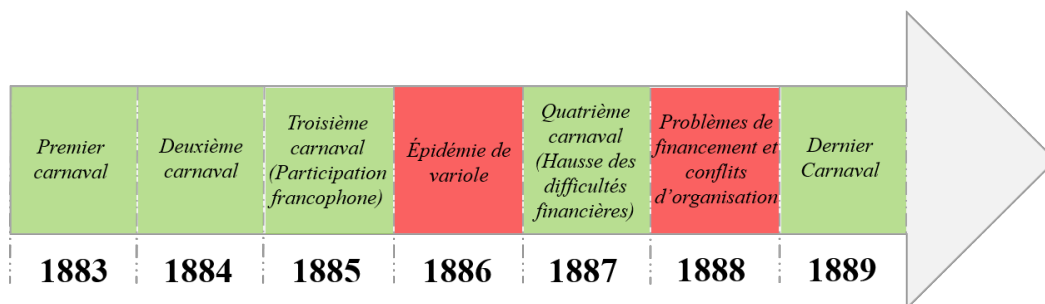 Premier
carnaval
Deuxième
carnaval
Troisième
carnaval
(Participation
francophone)
Épidémie de
variole
Quatrième
carnaval
(Hausse des
difficultés
financières)
Problèmes de
financement et
conflits
d'organisation
Dernier
Carnaval
1883
1884
1885
1886
1887
1888
1889